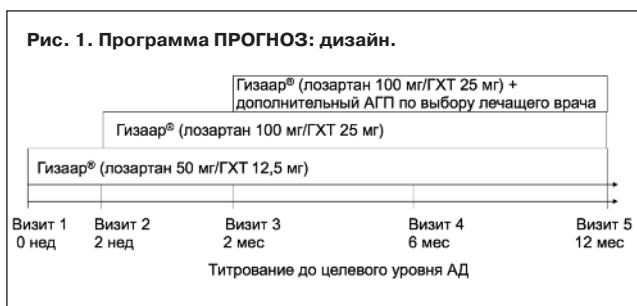 Рис. 1. Программа ПРОГНОЗ: дизайн.
Гизаар® (лозартан 100 мг/ГХТ 25 мг) +
дополнительный АГП по выбору лечащего врача
Гизаар® (лозартан 100 мг/ГХТ 25 мг)
Гизаар® (лозартан 50 мг/ГХТ 12,5 мг)
Визит 1 Визит 2 Визит 3 Визит 4 Визит 5
0 нед 2 нед 2 мес 6 мес 12 мес
Титрование до целевого уровня АД